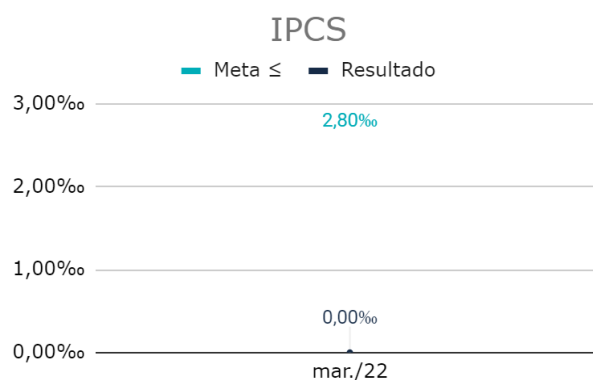 IPCS
Meta ≤ Resultado
3,00‰
2,80‰
2,00‰
1,00‰
0,00‰
0,00‰
mar./22